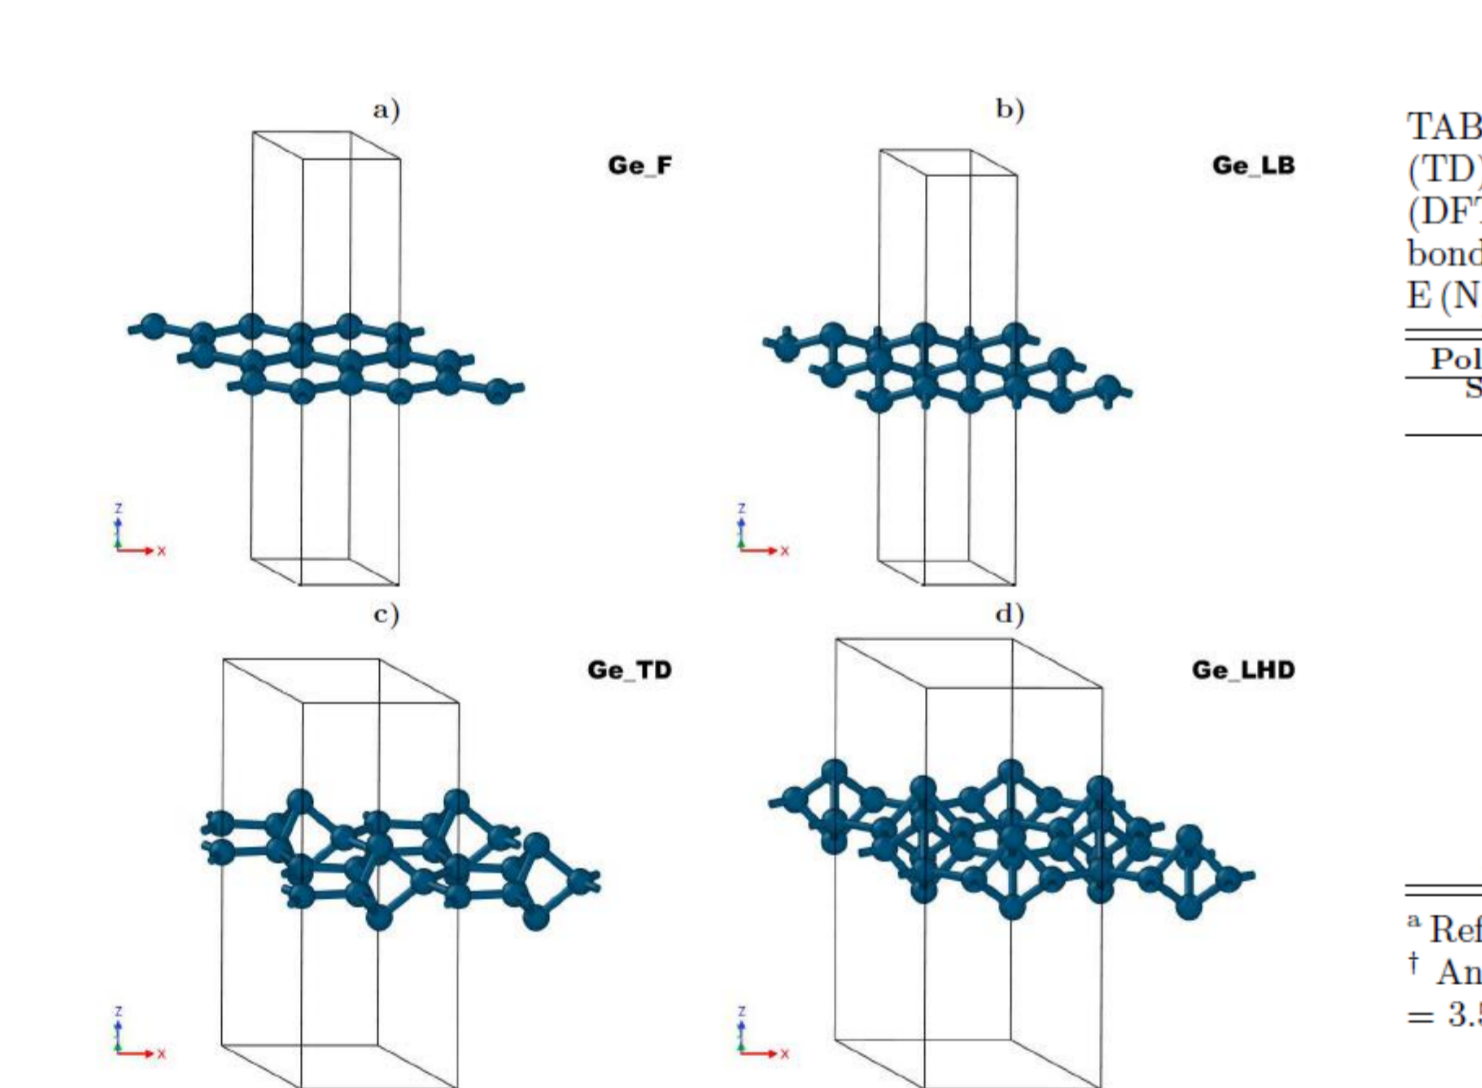 a)
Ge_F
Z
X
b)
Ge_LB
Z
X
c)
Ge_TD
Z
X
d)
Ge_LHD
Z
X
TAB
(TD)
(DFT
bond
E (N
Pol
S
a Ref
† An
= 3.5